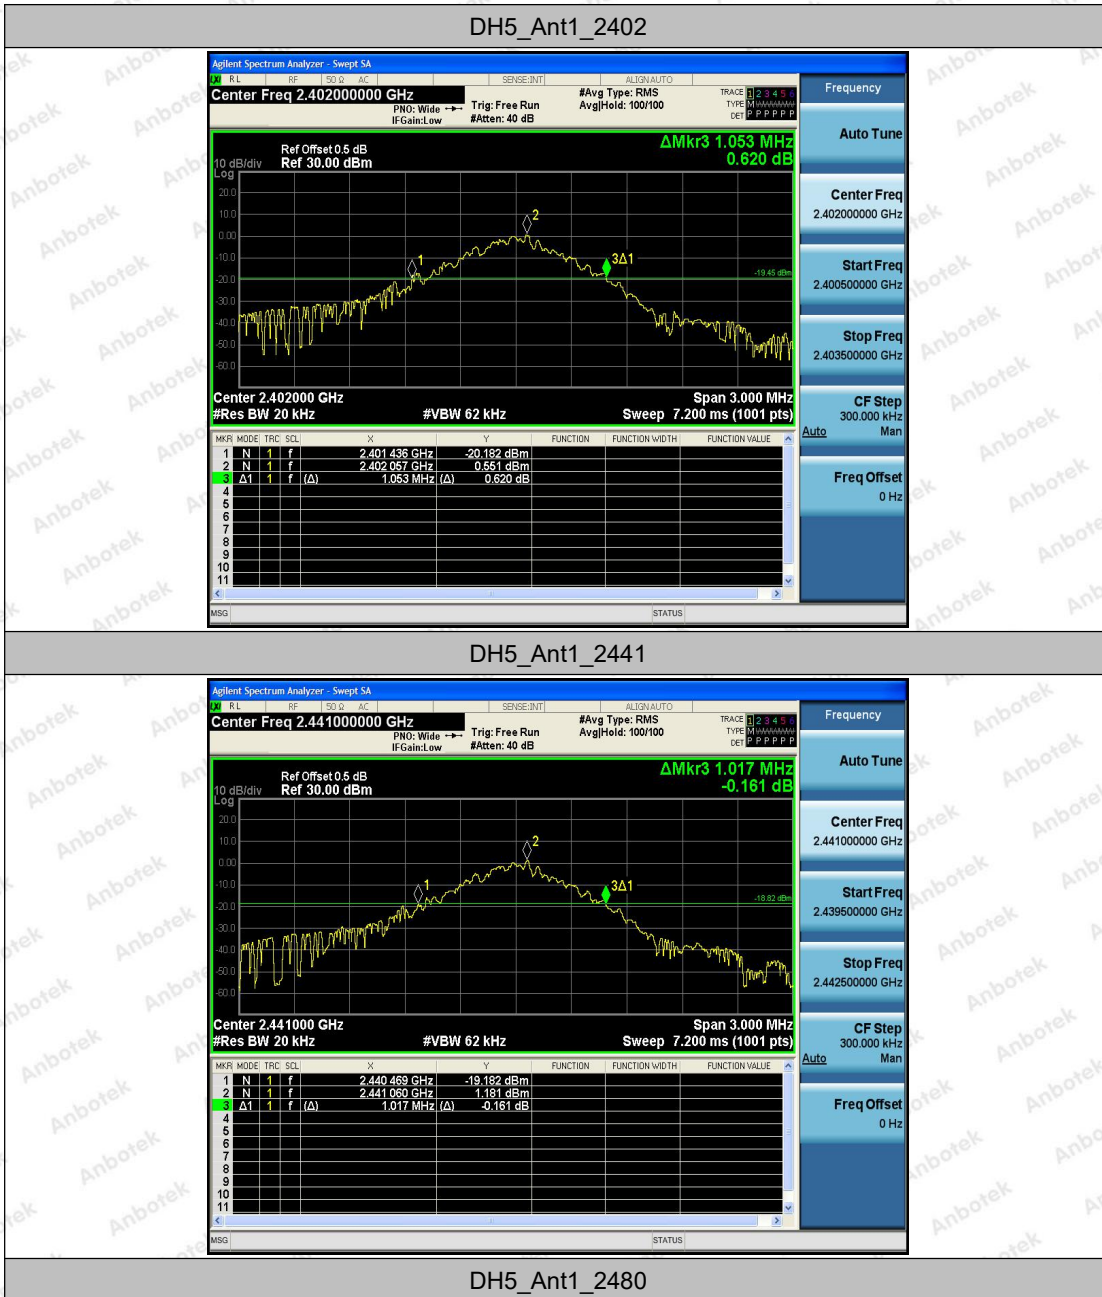 DH5_Ant1_2402
Agilent Spectrum Analyzer - Swept SA
LXI RL RF 50 Ω AC SENSE:INT ALIGNAUTO
Center Freq 2.402000000 GHz
PNO: Wide
IFGain:Low
Trig: Free Run
#Atten: 40 dB
#Avg Type: RMS
Avg|Hold: 100/100
TRACE 1 2 3 4 5 6
TYPE M
DET P P P P P P
ΔMkr3 1.053 MHz
0.620 dB
Ref Offset 0.5 dB
10 dB/div Ref 30.00 dBm
Log
20.0
10.0
0.00
-10.0
-20.0
-30.0
-40.0
-50.0
-60.0
1
2
3Δ1
-19.45 dBm
Center 2.402000 GHz Span 3.000 MHz
#Res BW 20 kHz #VBW 62 kHz Sweep 7.200 ms (1001 pts)
MKR MODE TRC SCL X Y FUNCTION FUNCTION WIDTH FUNCTION VALUE
1 N 1 f 2.401 436 GHz -20.182 dBm
2 N 1 f 2.402 057 GHz 0.551 dBm
3 Δ1 1 f (Δ) 1.053 MHz (Δ) 0.620 dB
4
5
6
7
8
9
10
11
MSG STATUS
Frequency
Auto Tune
Center Freq
2.402000000 GHz
Start Freq
2.400500000 GHz
Stop Freq
2.403500000 GHz
CF Step
300.000 kHz
Auto Man
Freq Offset
0 Hz
DH5_Ant1_2441
Agilent Spectrum Analyzer - Swept SA
LXI RL RF 50 Ω AC SENSE:INT ALIGNAUTO
Center Freq 2.441000000 GHz
PNO: Wide
IFGain:Low
Trig: Free Run
#Atten: 40 dB
#Avg Type: RMS
Avg|Hold: 100/100
TRACE 1 2 3 4 5 6
TYPE M
DET P P P P P P
ΔMkr3 1.017 MHz
-0.161 dB
Ref Offset 0.5 dB
10 dB/div Ref 30.00 dBm
Log
20.0
10.0
0.00
-10.0
-20.0
-30.0
-40.0
-50.0
-60.0
1
2
3Δ1
-18.82 dBm
Center 2.441000 GHz Span 3.000 MHz
#Res BW 20 kHz #VBW 62 kHz Sweep 7.200 ms (1001 pts)
MKR MODE TRC SCL X Y FUNCTION FUNCTION WIDTH FUNCTION VALUE
1 N 1 f 2.440 469 GHz -19.182 dBm
2 N 1 f 2.441 060 GHz 1.181 dBm
3 Δ1 1 f (Δ) 1.017 MHz (Δ) -0.161 dB
4
5
6
7
8
9
10
11
MSG STATUS
Frequency
Auto Tune
Center Freq
2.441000000 GHz
Start Freq
2.439500000 GHz
Stop Freq
2.442500000 GHz
CF Step
300.000 kHz
Auto Man
Freq Offset
0 Hz
DH5_Ant1_2480